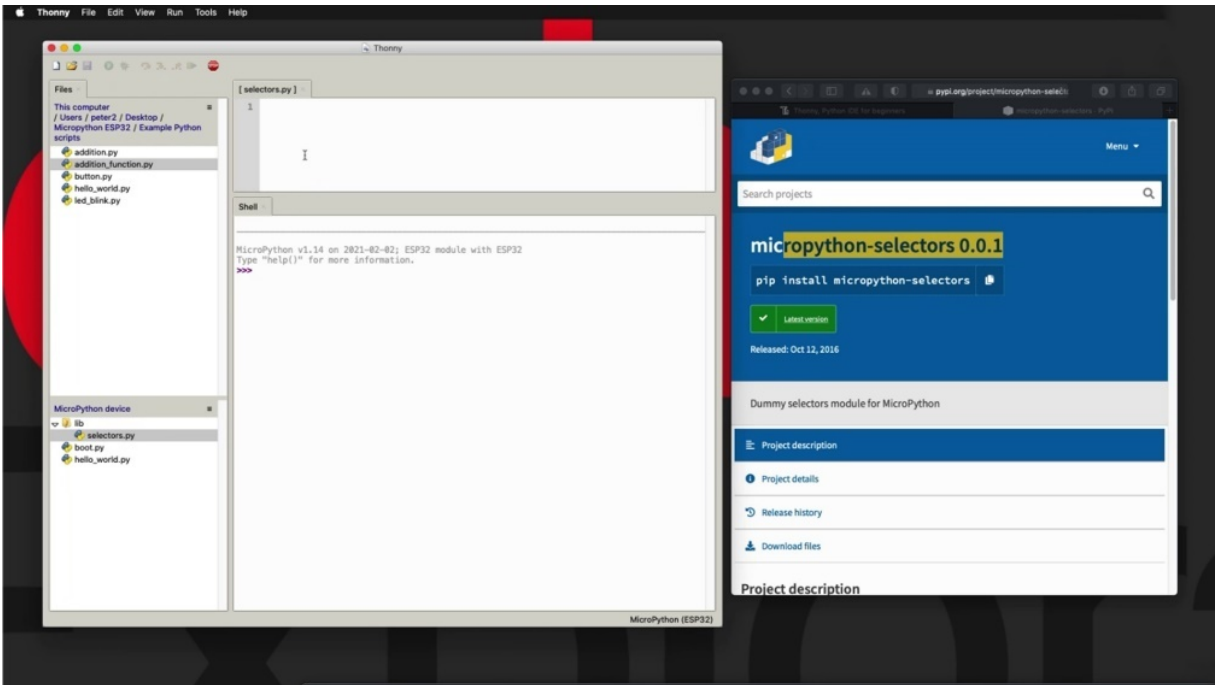 Thonny File Edit View Run Tools Help
Thonny
Files
This computer
/ Users / peter2 / Desktop /
Micropython ESP32 / Example Python
scripts
addition.py
addition_function.py
button.py
hello_world.py
led_blink.py
MicroPython device
lib
selectors.py
boot.py
hello_world.py
[ selectors.py ]
1
Shell
MicroPython v1.14 on 2021-02-02; ESP32 module with ESP32
Type "help()" for more information.
>>>
MicroPython (ESP32)
pypi.org/project/micropython-selec
Thonny, Python IDE for beginners
micropython-selectors · PyPI
Menu
Search projects
micropython-selectors 0.0.1
pip install micropython-selectors
Latest version
Released: Oct 12, 2016
Dummy selectors module for MicroPython
Project description
Project details
Release history
Download files
Project description